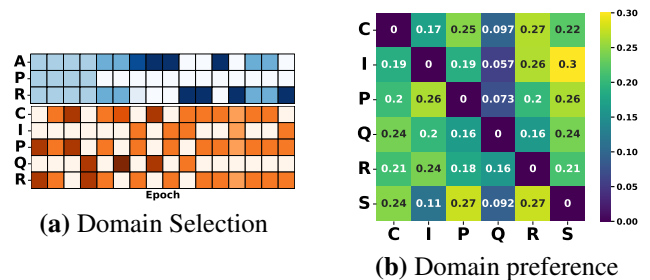 A
P
R
C
I
P
Q
R
Epoch
(a) Domain Selection
C 0 0.17 0.25 0.097 0.27 0.22
I 0.19 0 0.19 0.057 0.26 0.3
P 0.2 0.26 0 0.073 0.2 0.26
Q 0.24 0.2 0.16 0 0.16 0.24
R 0.21 0.24 0.18 0.16 0 0.21
S 0.24 0.11 0.27 0.092 0.27 0
C I P Q R S
0.30
0.25
0.20
0.15
0.10
0.05
0.00
(b) Domain preference